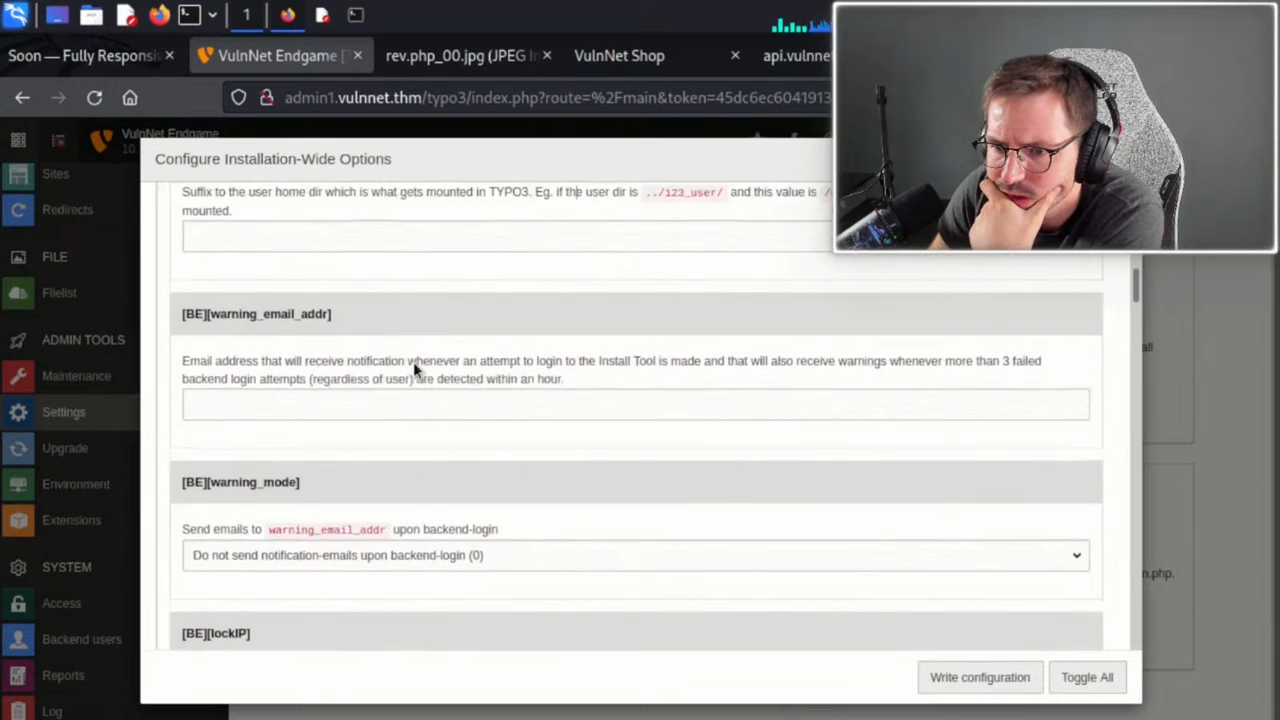 1
Soon — Fully Responsiv
VulnNet Endgame [
rev.php_00.jpg (JPEG I
VulnNet Shop
api.vulnne
admin1.vulnnet.thm/typo3/index.php?route=%2Fmain&token=45dc6ec6041913
VulnNet Endgame
10.
Sites
Redirects
FILE
Filelist
ADMIN TOOLS
Maintenance
Settings
Upgrade
Environment
Extensions
SYSTEM
Access
Backend users
Reports
Log
Configure Installation-Wide Options
Suffix to the user home dir which is what gets mounted in TYPO3. Eg. if the user dir is ../123_user/ and this value is
mounted.
[BE][warning_email_addr]
Email address that will receive notification whenever an attempt to login to the Install Tool is made and that will also receive warnings whenever more than 3 failed
backend login attempts (regardless of user) are detected within an hour.
[BE][warning_mode]
Send emails to warning_email_addr upon backend-login
Do not send notification-emails upon backend-login (0)
[BE][lockIP]
Write configuration
Toggle All
all
n.php.